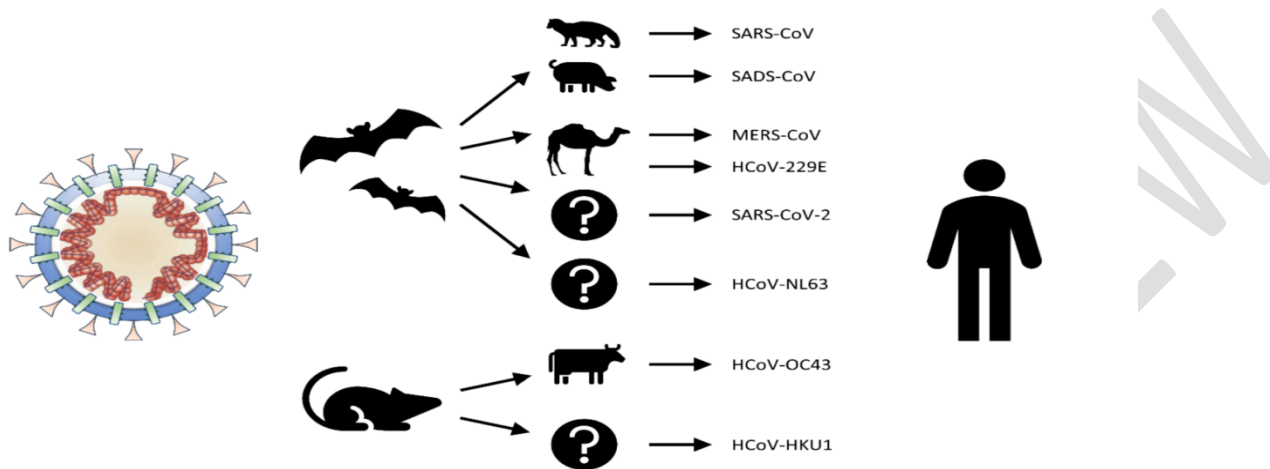 SARS-CoV
SADS-CoV
MERS-CoV
HCoV-229E
?
SARS-CoV-2
?
HCoV-NL63
HCoV-OC43
?
HCoV-HKU1